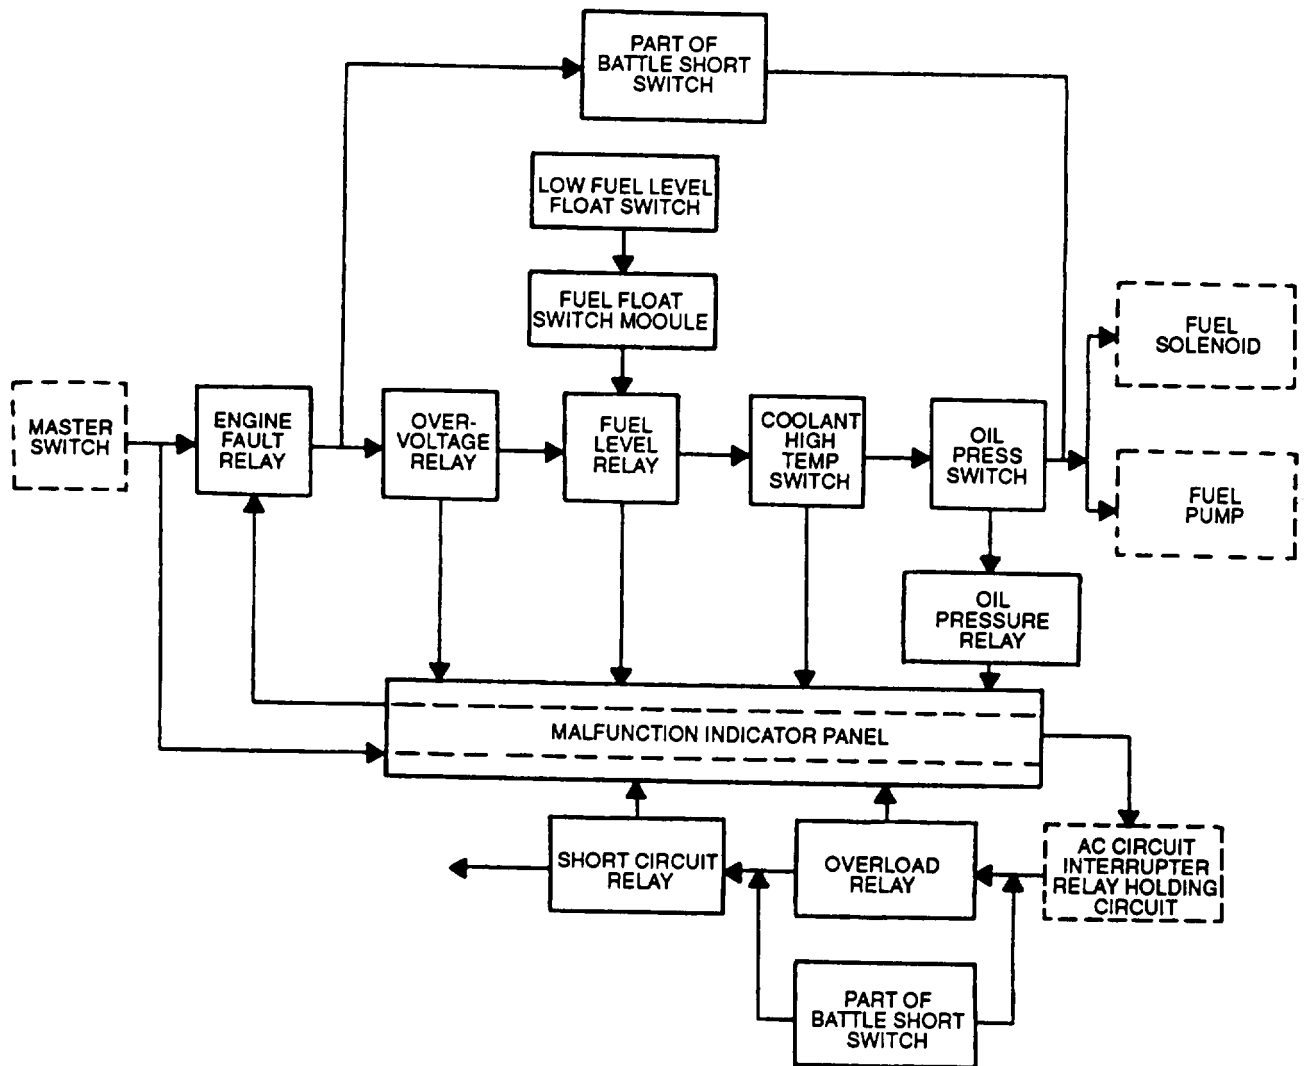 PART OF
BATTLE SHORT
SWITCH
LOW FUEL LEVEL
FLOAT SWITCH
FUEL FLOAT
SWITCH MOOULE
FUEL
SOLENOID
MASTER
SWITCH
ENGINE
FAULT
RELAY
OVER-
VOLTAGE
RELAY
FUEL
LEVEL
RELAY
COOLANT
HIGH
TEMP
SWITCH
OIL
PRESS
SWITCH
FUEL
PUMP
OIL
PRESSURE
RELAY
MALFUNCTION INDICATOR PANEL
SHORT CIRCUIT
RELAY
OVERLOAD
RELAY
AC CIRCUIT
INTERRUPTER
RELAY HOLDING
CIRCUIT
PART OF
BATTLE SHORT
SWITCH